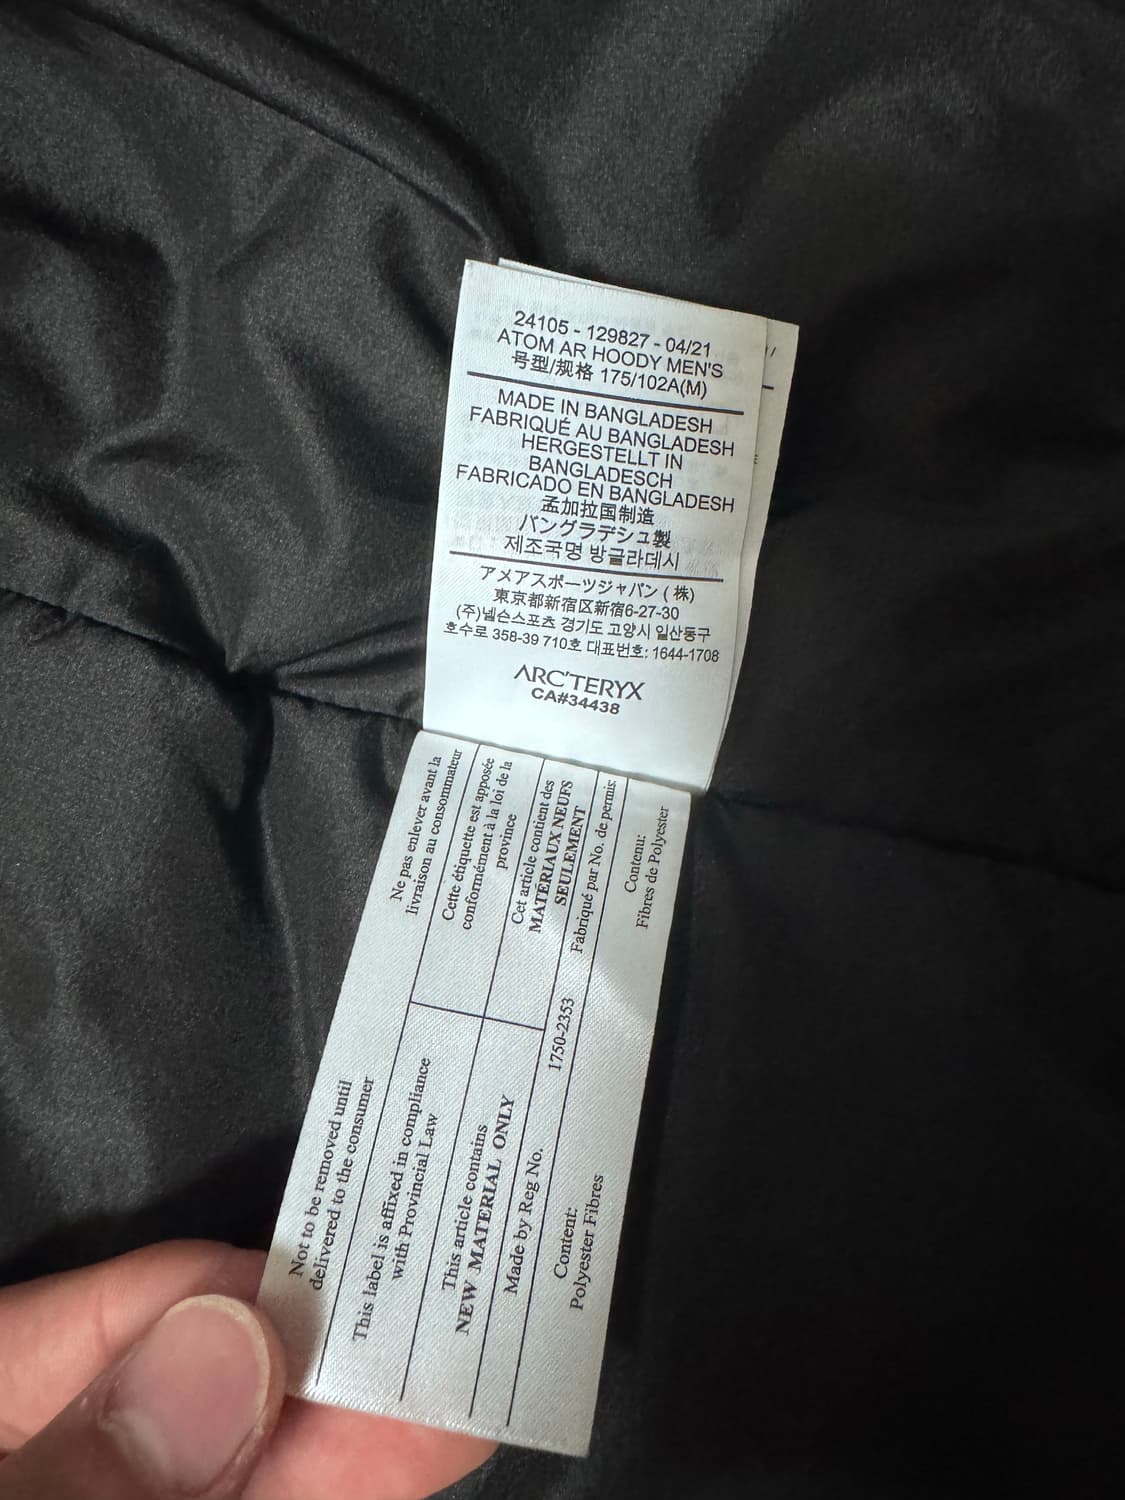 24105 - 129827 - 04/21
ATOM AR HOODY MEN'S
号型/规格 175/102A(M)
MADE IN BANGLADESH
FABRIQUÉ AU BANGLADESH
HERGESTELLT IN
BANGLADESCH
FABRICADO EN BANGLADESH
孟加拉国制造
バングラデシュ製
제조국명 방글라데시
アメアスポーツジャパン (株)
東京都新宿区新宿6-27-30
(주)넬슨스포츠 경기도 고양시 일산동구
호수로 358-39 710호 대표번호: 1644-1708
ARC'TERYX
CA#34438
Ne pas enlever avant la
livraison au consommateur
Cette étiquette est apposée
conformément à la loi de la
province
Cet article contient des
MATERIAUX NEUFS
SEULEMENT
Fabriqué par No. de permis:
Contenu:
Fibres de Polyester
Not to be removed until
delivered to the consumer
This label is affixed in compliance
with Provincial Law
This article contains
NEW MATERIAL ONLY
Made by Reg No.
1750-2353
Content:
Polyester Fibres